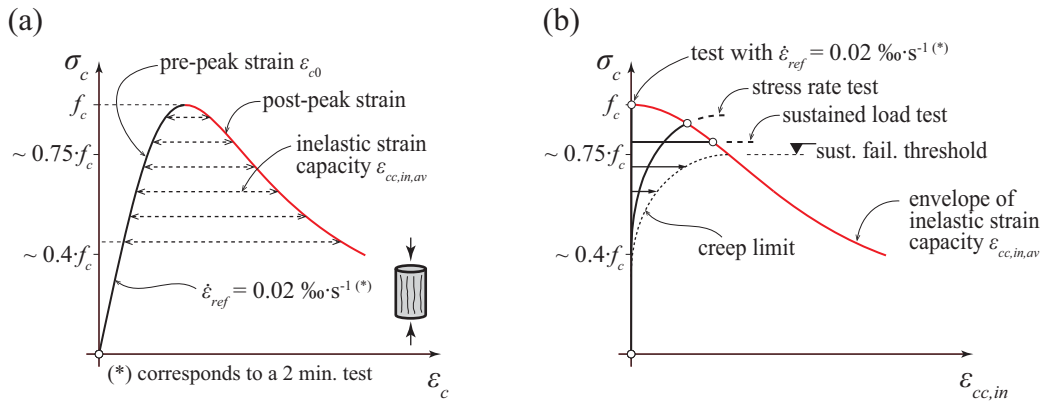 (a)
σc
pre-peak strain εc0
fc
post-peak strain
inelastic strain
capacity εcc,in,av
~ 0.75·fc
~ 0.4·fc
ε̇ref = 0.02 ‰·s-1 (*)
(*) corresponds to a 2 min. test
εc
(b)
σc
test with ε̇ref = 0.02 ‰·s-1 (*)
fc
stress rate test
sustained load test
~ 0.75·fc
sust. fail. threshold
envelope of
inelastic strain
capacity εcc,in,av
creep limit
~ 0.4·fc
εcc,in